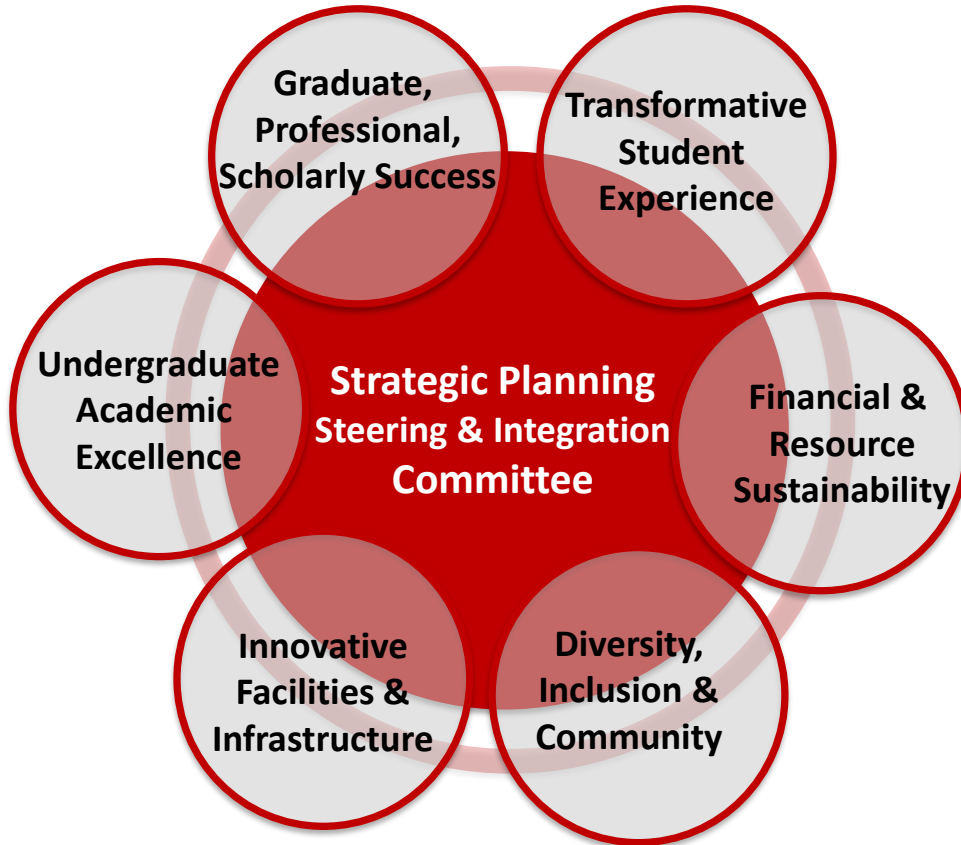 Graduate,
Professional,
Scholarly Success
Transformative
Student
Experience
Undergraduate
Academic
Excellence
Strategic Planning
Steering & Integration
Committee
Financial &
Resource
Sustainability
Innovative
Facilities &
Infrastructure
Diversity,
Inclusion &
Community